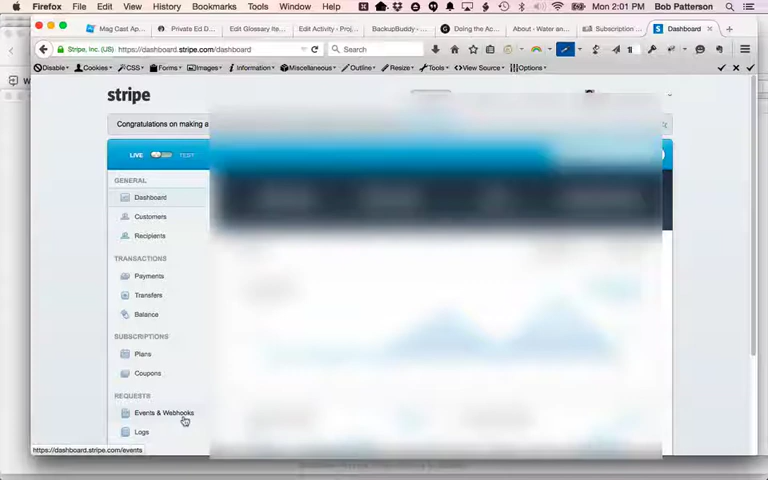 Firefox File Edit View History Bookmarks Tools Window Help Mon 2:01 PM Bob Patterson
Mag Cast Ap... Private Ed D... Edit Glossary Ite... Edit Activity - Proj... BackupBuddy - ... Doing the Ac... About - Water an... Subscription ... Dashboard
Stripe, Inc. (US) https://dashboard.stripe.com/dashboard Search
Disable Cookies CSS Forms Images Information Miscellaneous Outline Resize Tools View Source Options
stripe
Congratulations on making a
LIVE TEST
GENERAL
Dashboard
Customers
Recipients
TRANSACTIONS
Payments
Transfers
Balance
SUBSCRIPTIONS
Plans
Coupons
REQUESTS
Events & Webhooks
Logs
https://dashboard.stripe.com/events